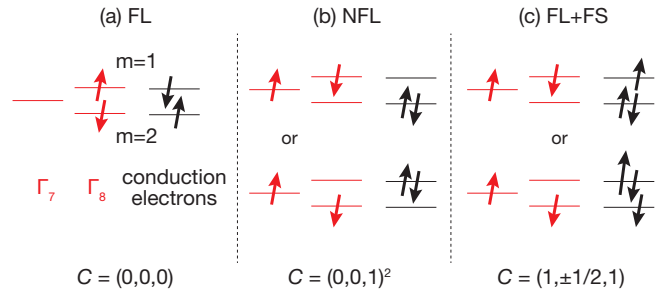 (a) FL
(b) NFL
(c) FL+FS
m=1
m=2
or
or
Γ7
Γ8
conduction
electrons
C = (0,0,0)
C = (0,0,1)²
C = (1,±1/2,1)